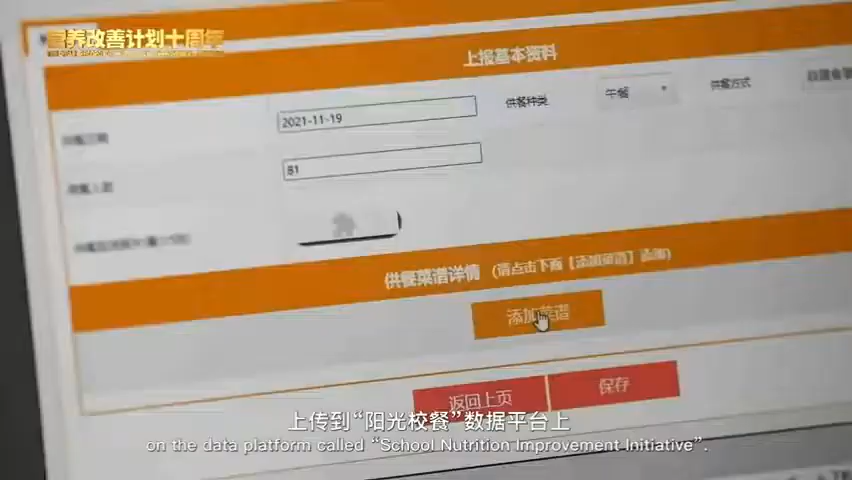 营养改善计划十周年
上报基本资料
2021-11-19
供餐种类
午餐
供餐方式
81
供餐菜谱详情 (请点击下面【添加菜谱】添加)
添加菜谱
返回上页
保存
上传到“阳光校餐”数据平台上
on the data platform called “School Nutrition Improvement Initiative”.